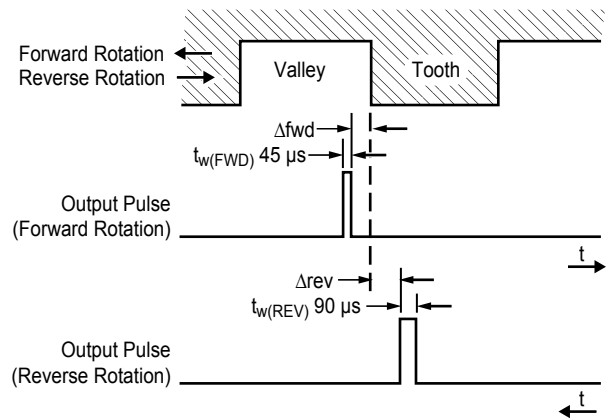 Forward Rotation
Reverse Rotation
Valley
Tooth
Δfwd
tw(FWD) 45 µs
Output Pulse
(Forward Rotation)
t
Δrev
tw(REV) 90 µs
Output Pulse
(Reverse Rotation)
t